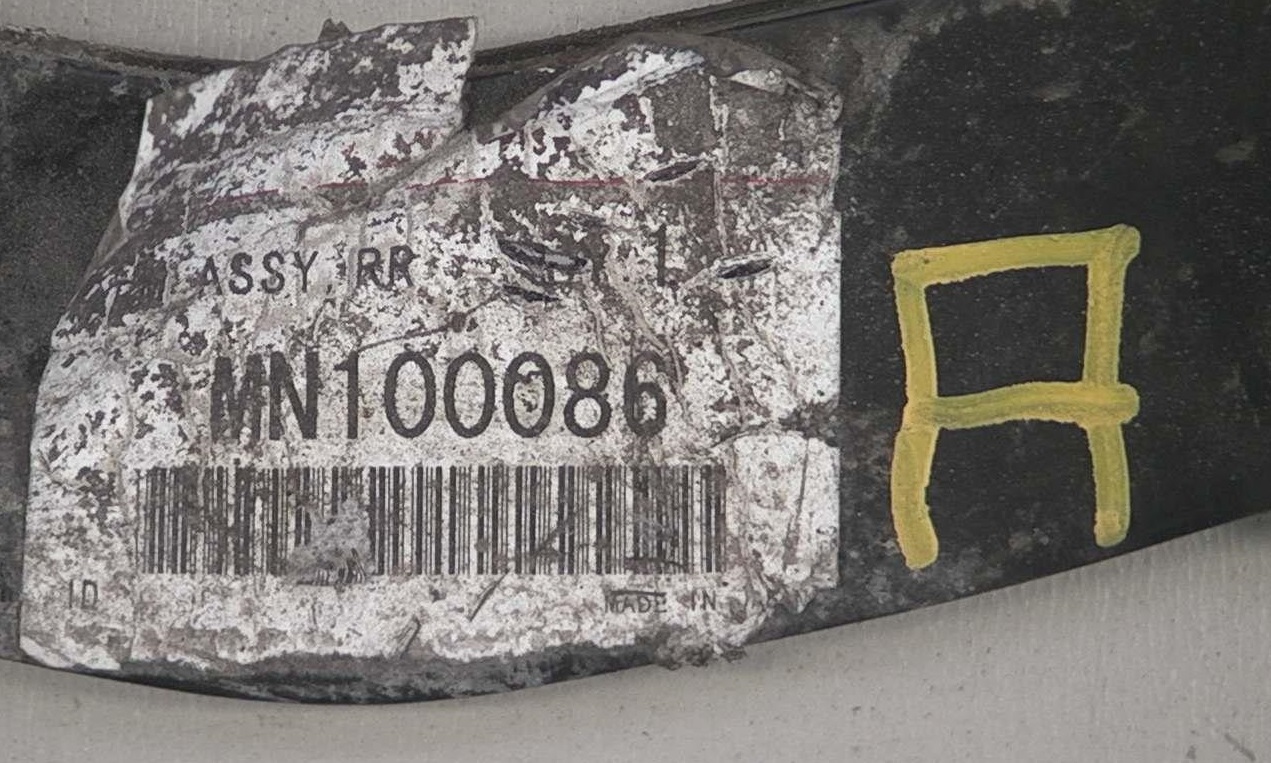 ASSY, RR
MN100086
ID
MADE IN
A